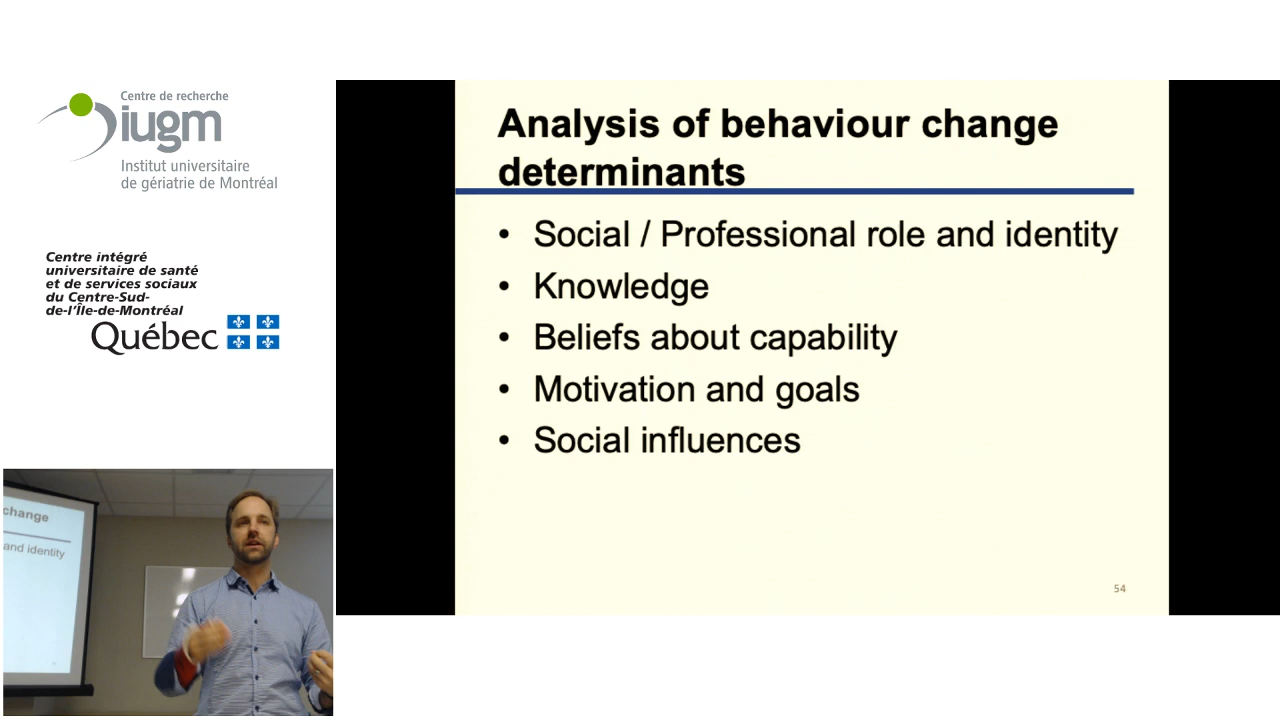 Centre de recherche
iugm
Institut universitaire
de gériatrie de Montréal
Centre intégré
universitaire de santé
et de services sociaux
du Centre-Sud-
de-l'Île-de-Montréal
Québec
Analysis of behaviour change
determinants
• Social / Professional role and identity
• Knowledge
• Beliefs about capability
• Motivation and goals
• Social influences
54
change
and identity